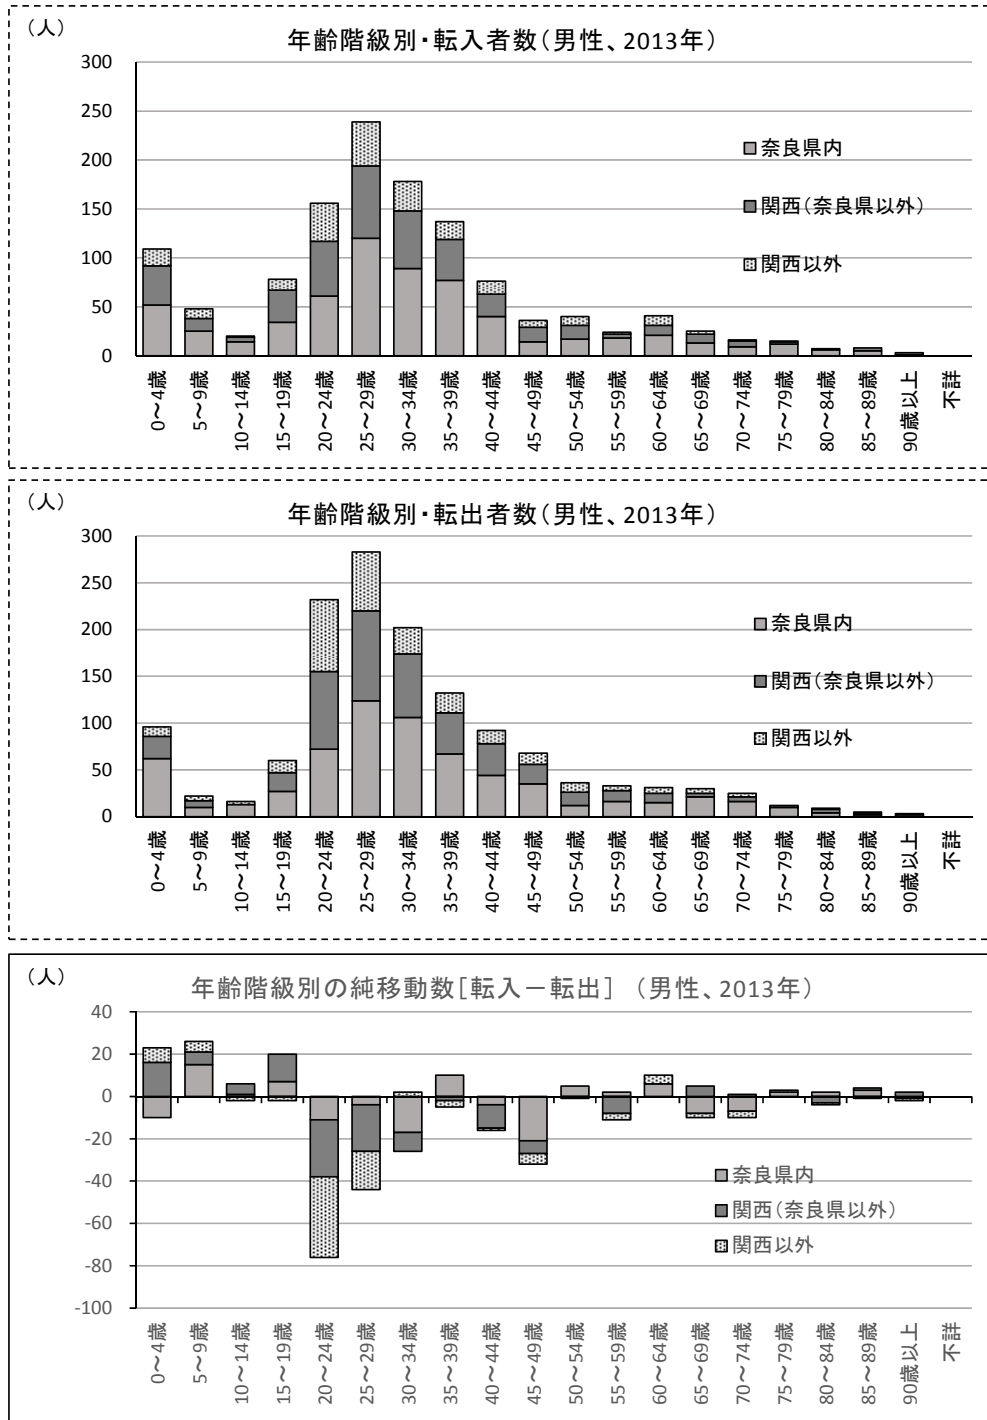 （人）
年齢階級別・転入者数（男性、2013年）
300
250
200
150
100
50
0
奈良県内
関西（奈良県以外）
関西以外
0～4歳
5～9歳
10～14歳
15～19歳
20～24歳
25～29歳
30～34歳
35～39歳
40～44歳
45～49歳
50～54歳
55～59歳
60～64歳
65～69歳
70～74歳
75～79歳
80～84歳
85～89歳
90歳以上
不詳
（人）
年齢階級別・転出者数（男性、2013年）
300
250
200
150
100
50
0
奈良県内
関西（奈良県以外）
関西以外
0～4歳
5～9歳
10～14歳
15～19歳
20～24歳
25～29歳
30～34歳
35～39歳
40～44歳
45～49歳
50～54歳
55～59歳
60～64歳
65～69歳
70～74歳
75～79歳
80～84歳
85～89歳
90歳以上
不詳
（人）
年齢階級別の純移動数［転入－転出］（男性、2013年）
40
20
0
-20
-40
-60
-80
-100
奈良県内
関西（奈良県以外）
関西以外
0～4歳
5～9歳
10～14歳
15～19歳
20～24歳
25～29歳
30～34歳
35～39歳
40～44歳
45～49歳
50～54歳
55～59歳
60～64歳
65～69歳
70～74歳
75～79歳
80～84歳
85～89歳
90歳以上
不詳